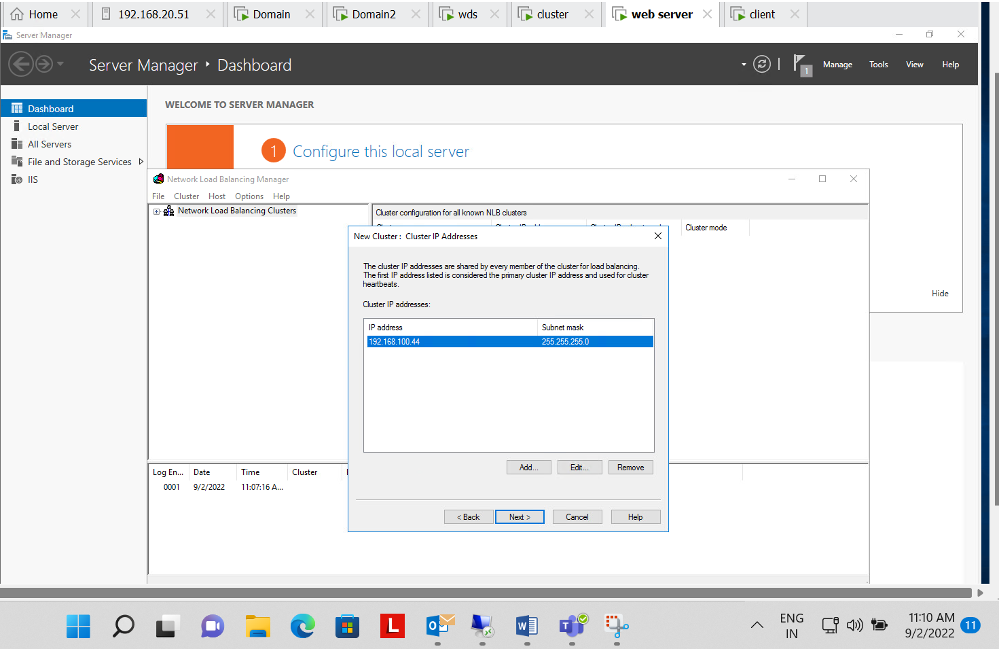 Home
192.168.20.51
Domain
Domain2
wds
cluster
web server
client
Server Manager
Server Manager ‣ Dashboard
1
Manage
Tools
View
Help
Dashboard
Local Server
All Servers
File and Storage Services
IIS
WELCOME TO SERVER MANAGER
1 Configure this local server
Hide
Network Load Balancing Manager
File Cluster Host Options Help
Network Load Balancing Clusters
Cluster configuration for all known NLB clusters
Cluster mode
New Cluster : Cluster IP Addresses
The cluster IP addresses are shared by every member of the cluster for load balancing.
The first IP address listed is considered the primary cluster IP address and used for cluster
heartbeats.
Cluster IP addresses:
IP address Subnet mask
192.168.100.44 255.255.255.0
Add... Edit... Remove
< Back Next > Cancel Help
Log En... Date Time Cluster
0001 9/2/2022 11:07:16 A...
L
ENG
IN
11:10 AM
9/2/2022
11